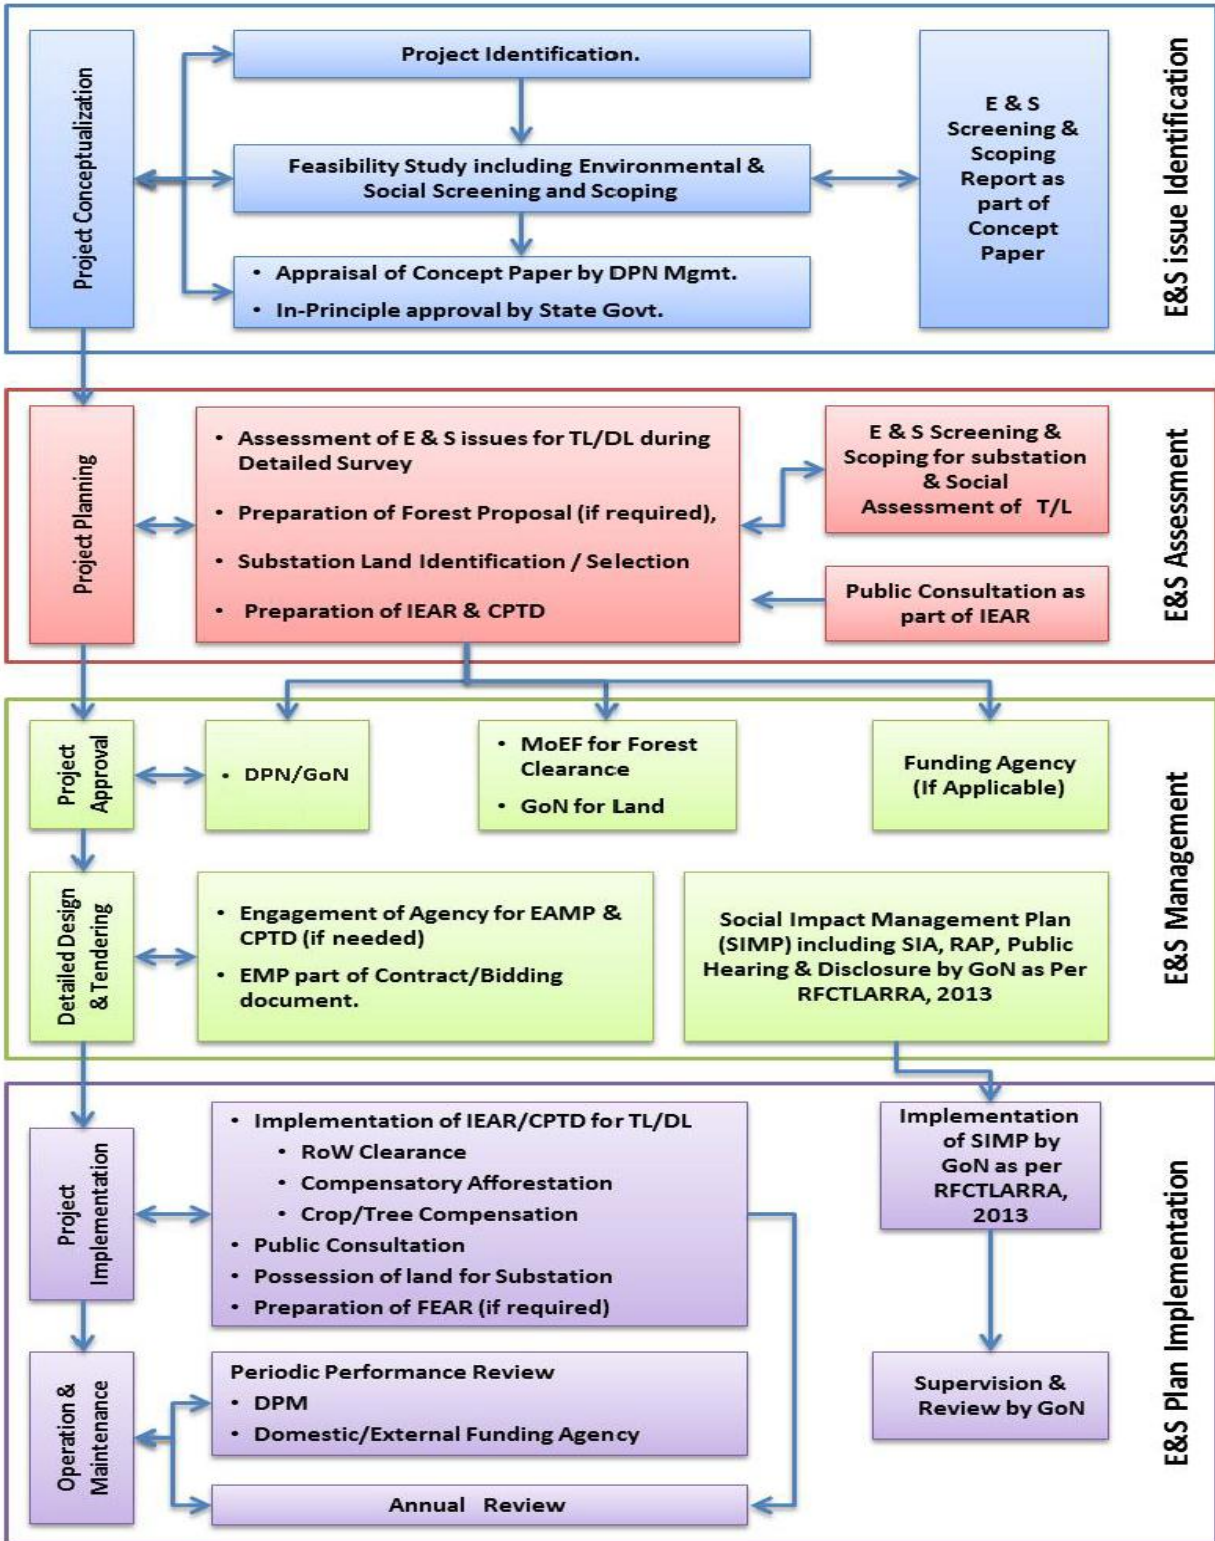 Project Conceptualization
Project Identification.
Feasibility Study including Environmental &
Social Screening and Scoping
• Appraisal of Concept Paper by DPN Mgmt.
• In-Principle approval by State Govt.
E & S
Screening &
Scoping
Report as
part of
Concept
Paper
E&S issue Identification
Project Planning
• Assessment of E & S issues for TL/DL during
Detailed Survey
• Preparation of Forest Proposal (if required),
• Substation Land Identification / Selection
• Preparation of IEAR & CPTD
E & S Screening &
Scoping for substation
& Social
Assessment of T/L
Public Consultation as
part of IEAR
E&S Assessment
Project
Approval
• DPN/GoN
• MoEF for Forest
Clearance
• GoN for Land
Funding Agency
(If Applicable)
Detailed Design
& Tendering
• Engagement of Agency for EAMP &
CPTD (if needed)
• EMP part of Contract/Bidding
document.
Social Impact Management Plan
(SIMP) including SIA, RAP, Public
Hearing & Disclosure by GoN as Per
RFCTLARRA, 2013
E&S Management
Project
Implementation
• Implementation of IEAR/CPTD for TL/DL
• RoW Clearance
• Compensatory Afforestation
• Crop/Tree Compensation
• Public Consultation
• Possession of land for Substation
• Preparation of FEAR (if required)
Implementation
of SIMP by
GoN as per
RFCTLARRA,
2013
Operation &
Maintenance
Periodic Performance Review
• DPM
• Domestic/External Funding Agency
Annual Review
Supervision &
Review by GoN
E&S Plan Implementation